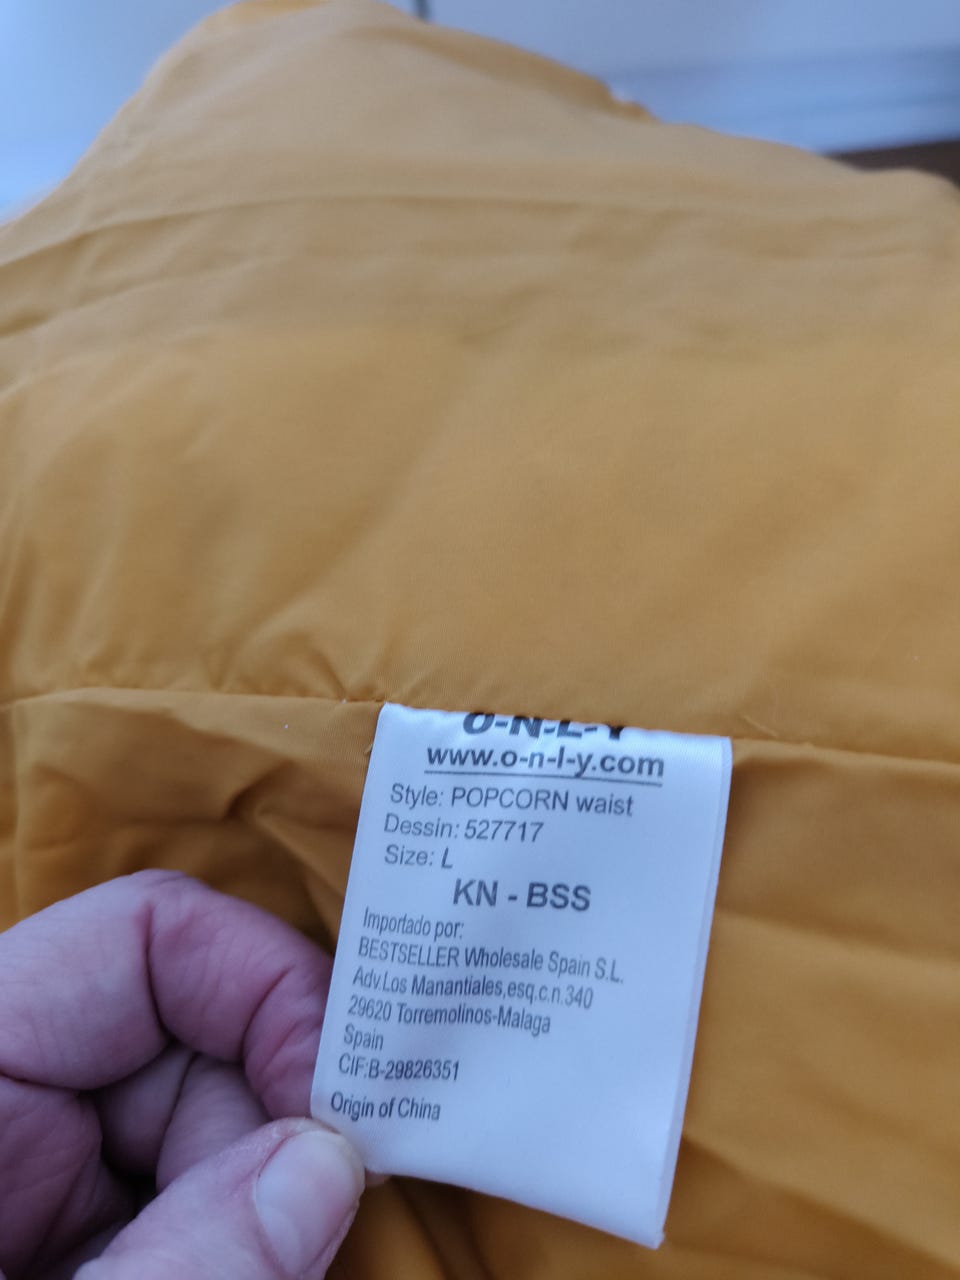 O-N-L-Y
www.o-n-l-y.com
Style: POPCORN waist
Dessin: 527717
Size: L
KN - BSS
Importado por:
BESTSELLER Wholesale Spain S.L.
Adv.Los Manantiales,esq.c.n.340
29620 Torremolinos-Malaga
Spain
CIF:B-29826351
Origin of China